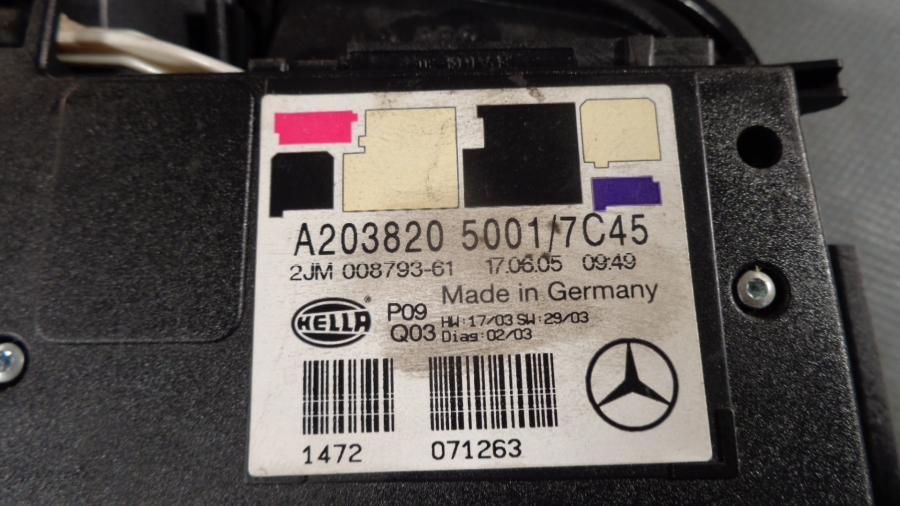 A203820 5001/7C45
2JM 008793-61 17.06.05 09:49
Made in Germany
HELLA®
P09
Q03
HW:17/03 SW:29/03
Diag:02/03
1472
071263